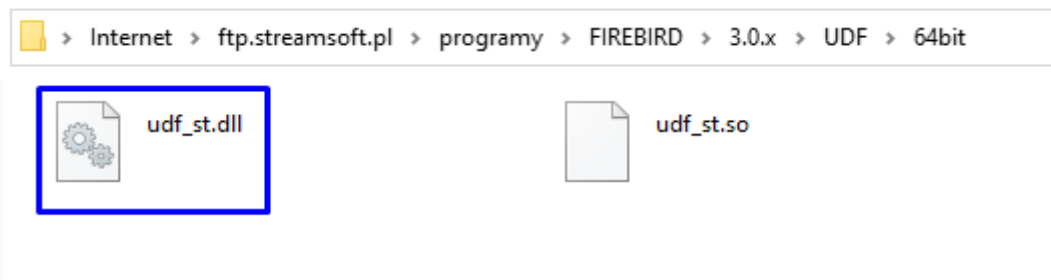 Internet > ftp.streamsoft.pl > programy > FIREBIRD > 3.0.x > UDF > 64bit
udf_st.dll
udf_st.so